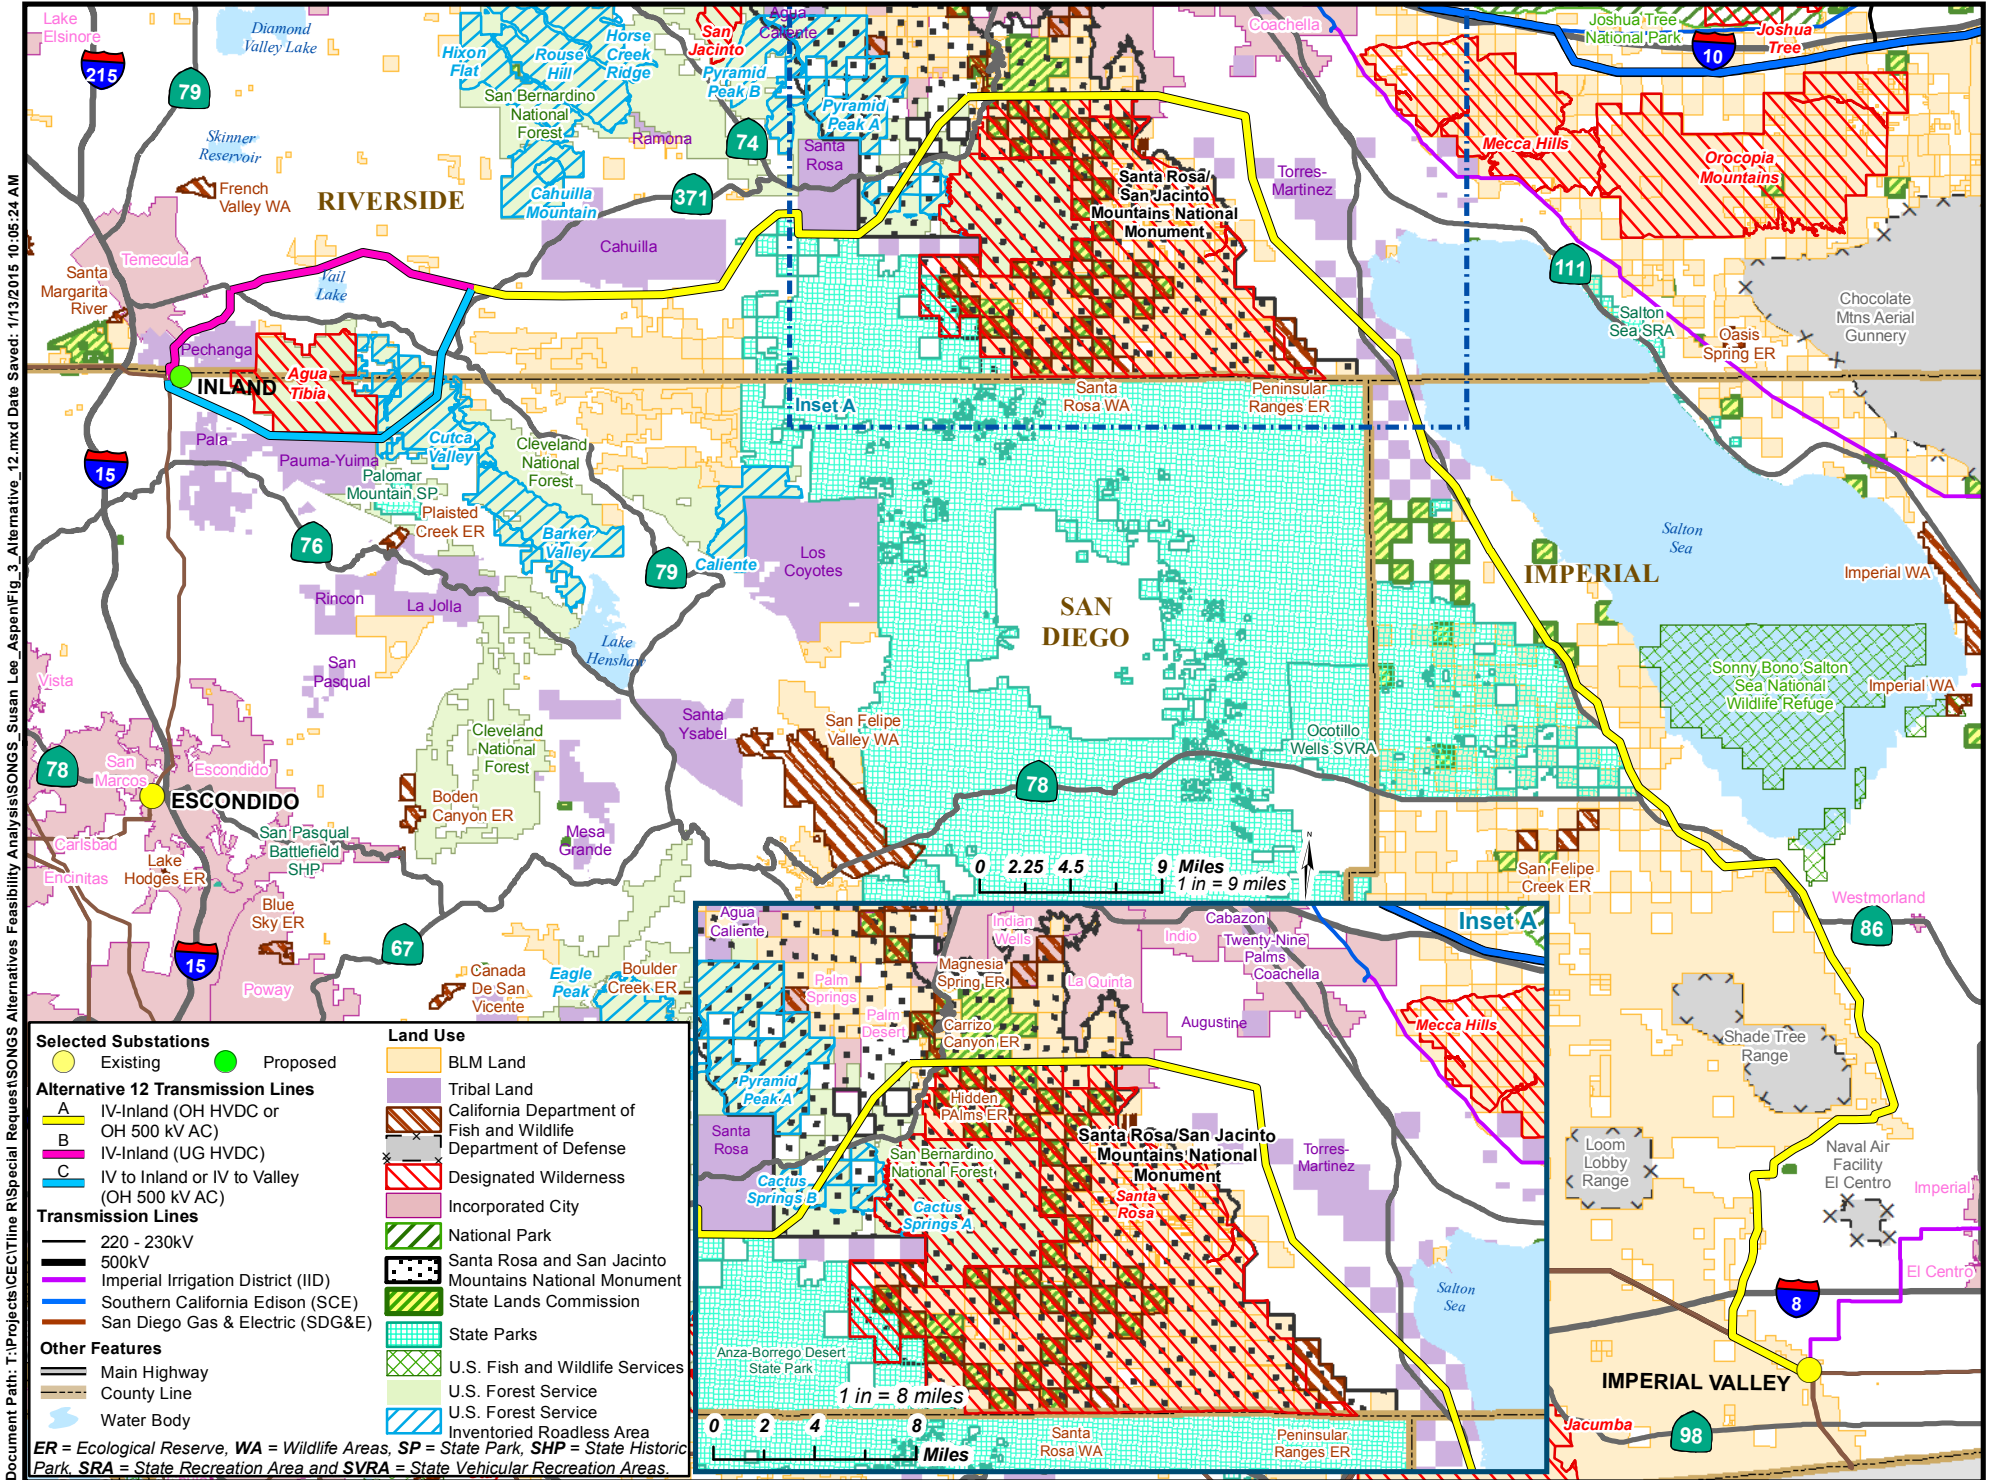 Document Path: T:\Projects\CEC\Tline R\Special Request\SONGS Alternatives Feasibility Analysis\SONGS_Susan Lee_Aspen\Fig_3_Alternative_12.mxd Date Saved: 1/13/2015 10:05:24 AM
Lake
Elsinore
215
79
Diamond
Valley Lake
Skinner
Reservoir
French
Valley WA
RIVERSIDE
Hixon
Flat
Rouse
Hill
Horse
Creek
Ridge
San Bernardino
National
Forest
Cahuilla
Mountain
Ramona
San
Jacinto
Pyramid
Peak B
74
371
Agua
Caliente
Pyramid
Peak A
Santa
Rosa
Cahuilla
Coachella
Joshua Tree
National Park
10
Joshua
Tree
Mecca Hills
Orocopia
Mountains
Torres-
Martinez
Santa Rosa/
San Jacinto
Mountains National
Monument
111
Salton
Sea SRA
Oasis
Spring ER
Chocolate
Mtns Aerial
Gunnery
Temecula
Santa
Margarita
River
Vail
Lake
Pechanga
INLAND
Agua
Tibia
Pala
15
Pauma-Yuima
Palomar
Mountain SP
Plaisted
Creek ER
Cutca
Valley
Cleveland
National
Forest
Barker
Valley
76
79
Caliente
Los
Coyotes
Inset A
Santa
Rosa WA
Peninsular
Ranges ER
SAN
DIEGO
IMPERIAL
Salton
Sea
Imperial WA
Sonny Bono Salton
Sea National
Wildlife Refuge
Imperial WA
Rincon
La Jolla
San
Pasqual
Lake
Henshaw
Vista
78
San
Marcos
Escondido
ESCONDIDO
Carlsbad
Encinitas
Lake
Hodges ER
San Pasqual
Battlefield
SHP
Blue
Sky ER
15
Poway
67
Cleveland
National
Forest
Boden
Canyon ER
Mesa
Grande
Santa
Ysabel
San Felipe
Valley WA
78
Ocotillo
Wells SVRA
Canada
De San
Vicente
Eagle
Peak
Boulder
Creek ER
0 2.25 4.5 9 Miles
1 in = 9 miles
N
San Felipe
Creek ER
Westmorland
86
Shade Tree
Range
Loom
Lobby
Range
Naval Air
Facility
El Centro
Imperial
El Centro
8
IMPERIAL VALLEY
98
Jacumba
Inset A
Agua
Caliente
Palm
Springs
Palm
Desert
Magnesia
Spring ER
Indian
Wells
Carrizo
Canyon ER
La Quinta
Indio
Cabazon
Twenty-Nine
Palms
Coachella
Augustine
Mecca Hills
Pyramid
Peak A
Santa
Rosa
Cactus
Springs B
San Bernardino
National Forest
Cactus
Springs A
Hidden
PAlms ER
Santa Rosa/San Jacinto
Mountains National
Monument
Santa
Rosa
Torres-
Martinez
Salton
Sea
Anza-Borrego Desert
State Park
1 in = 8 miles
0 2 4 8
Miles
Santa
Rosa WA
Peninsular
Ranges ER
Selected Substations
Existing
Proposed
Alternative 12 Transmission Lines
A
IV-Inland (OH HVDC or
OH 500 kV AC)
B
IV-Inland (UG HVDC)
C
IV to Inland or IV to Valley
(OH 500 kV AC)
Transmission Lines
220 - 230kV
500kV
Imperial Irrigation District (IID)
Southern California Edison (SCE)
San Diego Gas & Electric (SDG&E)
Other Features
Main Highway
County Line
Water Body
Land Use
BLM Land
Tribal Land
California Department of
Fish and Wildlife
Department of Defense
Designated Wilderness
Incorporated City
National Park
Santa Rosa and San Jacinto
Mountains National Monument
State Lands Commission
State Parks
U.S. Fish and Wildlife Services
U.S. Forest Service
U.S. Forest Service
Inventoried Roadless Area
ER = Ecological Reserve, WA = Wildlife Areas, SP = State Park, SHP = State Historic
Park, SRA = State Recreation Area and SVRA = State Vehicular Recreation Areas.